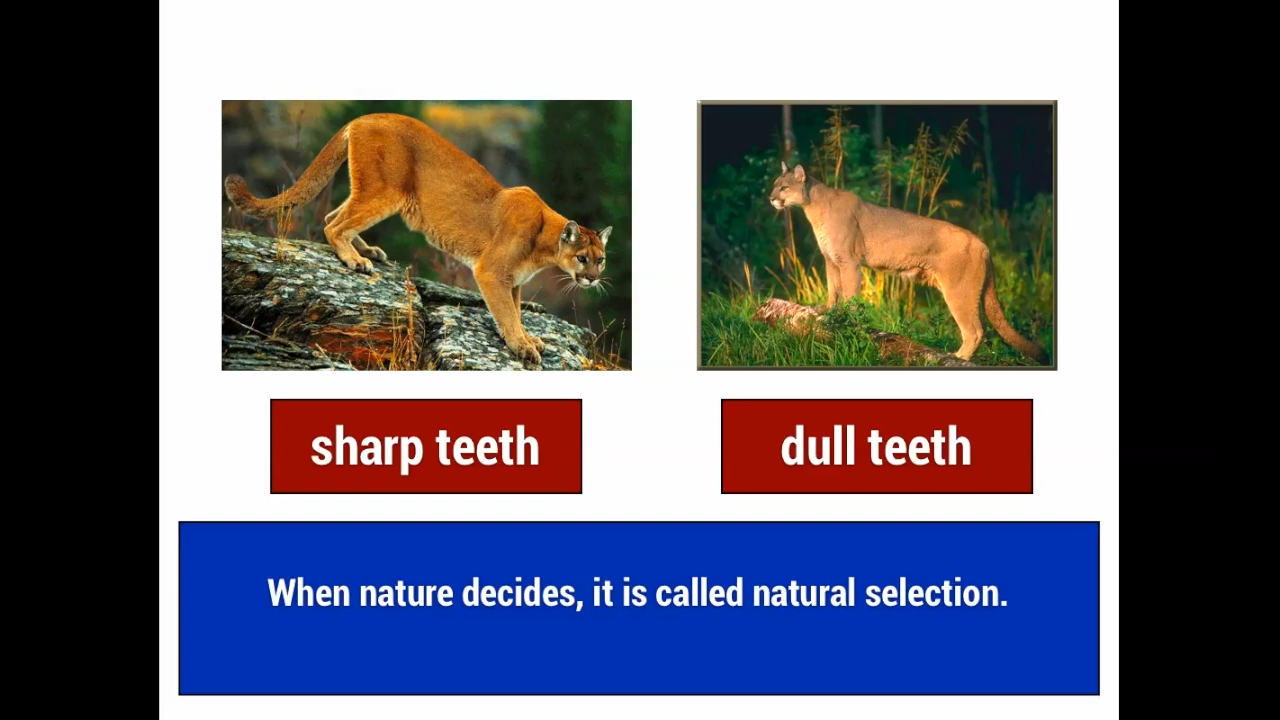 sharp teeth
dull teeth
When nature decides, it is called natural selection.